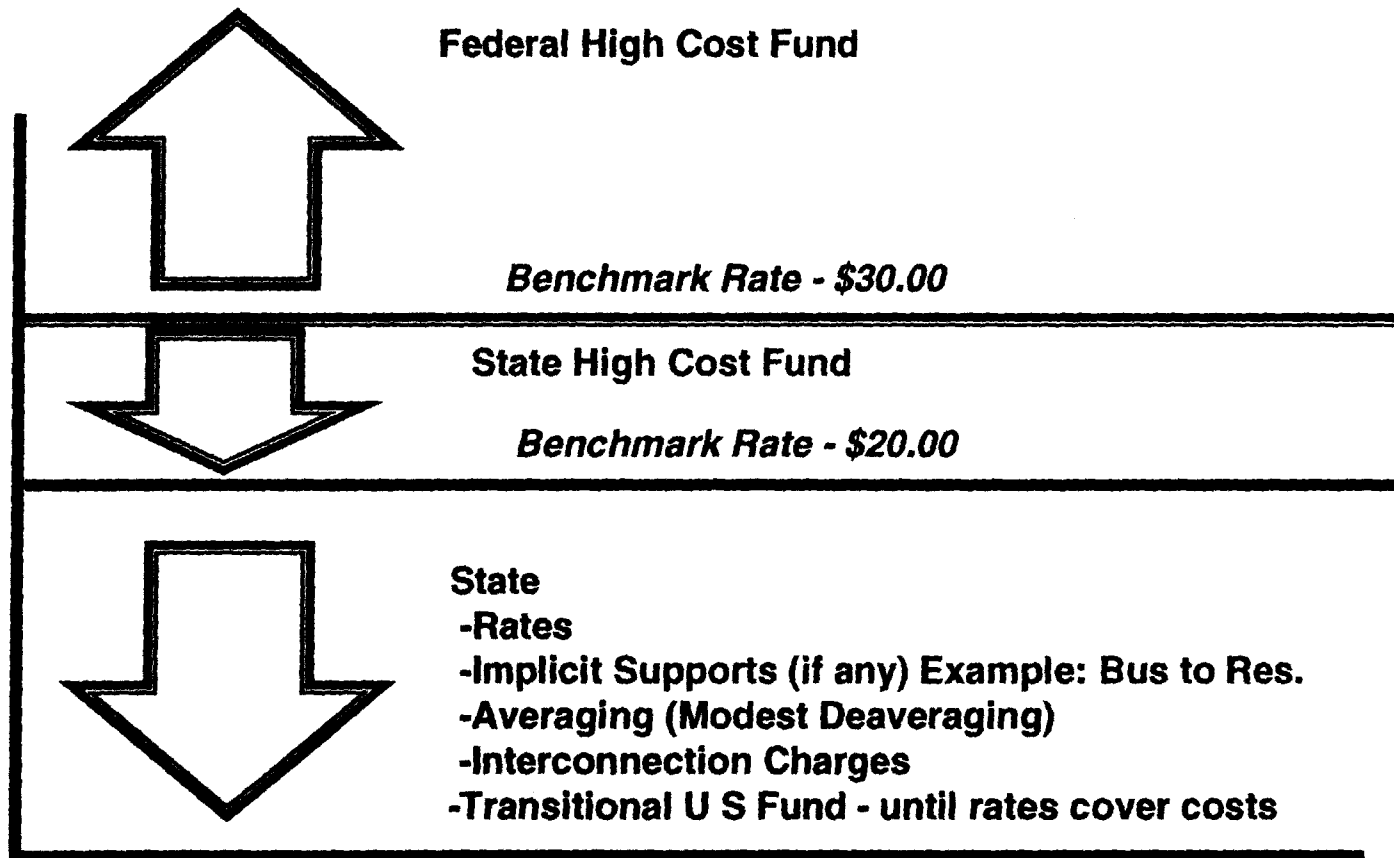 Federal High Cost Fund
Benchmark Rate - $30.00
State High Cost Fund
Benchmark Rate - $20.00
State
-Rates
-Implicit Supports (if any) Example: Bus to Res.
-Averaging (Modest Deaveraging)
-Interconnection Charges
-Transitional U S Fund - until rates cover costs